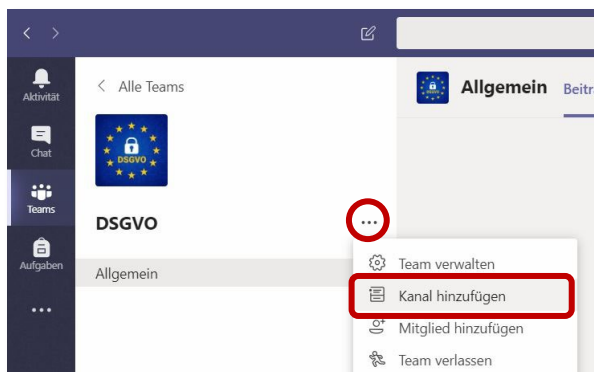 Aktivität
Chat
Teams
Aufgaben
Alle Teams
DSGVO
DSGVO
Allgemein
Team verwalten
Kanal hinzufügen
Mitglied hinzufügen
Team verlassen
Allgemein Beitr
DSGVO